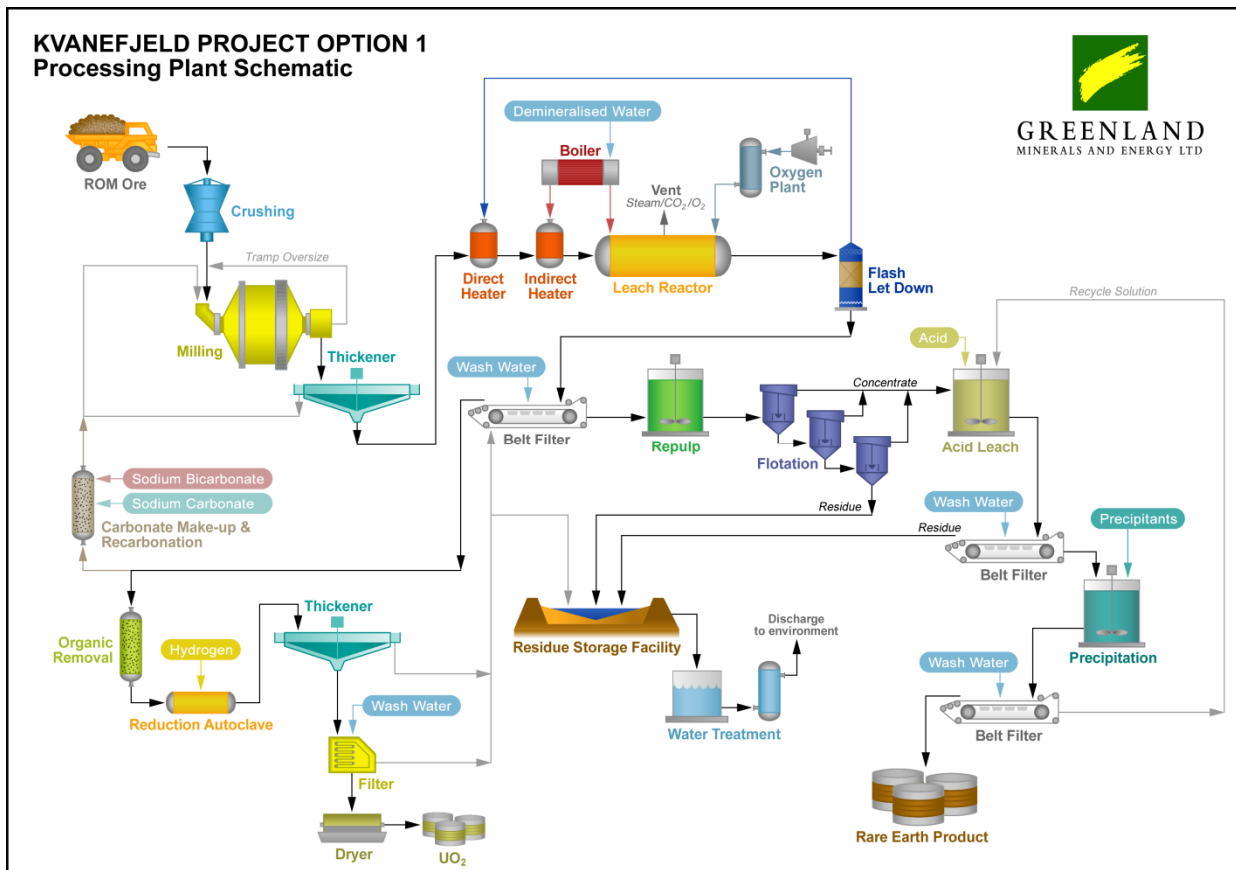 KVANEFJELD PROJECT OPTION 1
Processing Plant Schematic
GREENLAND
MINERALS AND ENERGY LTD
ROM Ore
Crushing
Tramp Oversize
Milling
Thickener
Demineralised Water
Boiler
Vent
Steam/CO2/O2
Oxygen
Plant
Direct
Heater
Indirect
Heater
Leach Reactor
Flash
Let Down
Recycle Solution
Wash Water
Belt Filter
Repulp
Flotation
Concentrate
Residue
Acid
Acid Leach
Sodium Bicarbonate
Sodium Carbonate
Carbonate Make-up &
Recarbonation
Wash Water
Residue
Belt Filter
Precipitants
Precipitation
Organic
Removal
Hydrogen
Reduction Autoclave
Thickener
Wash Water
Filter
Dryer
UO2
Residue Storage Facility
Discharge
to environment
Water Treatment
Wash Water
Belt Filter
Rare Earth Product